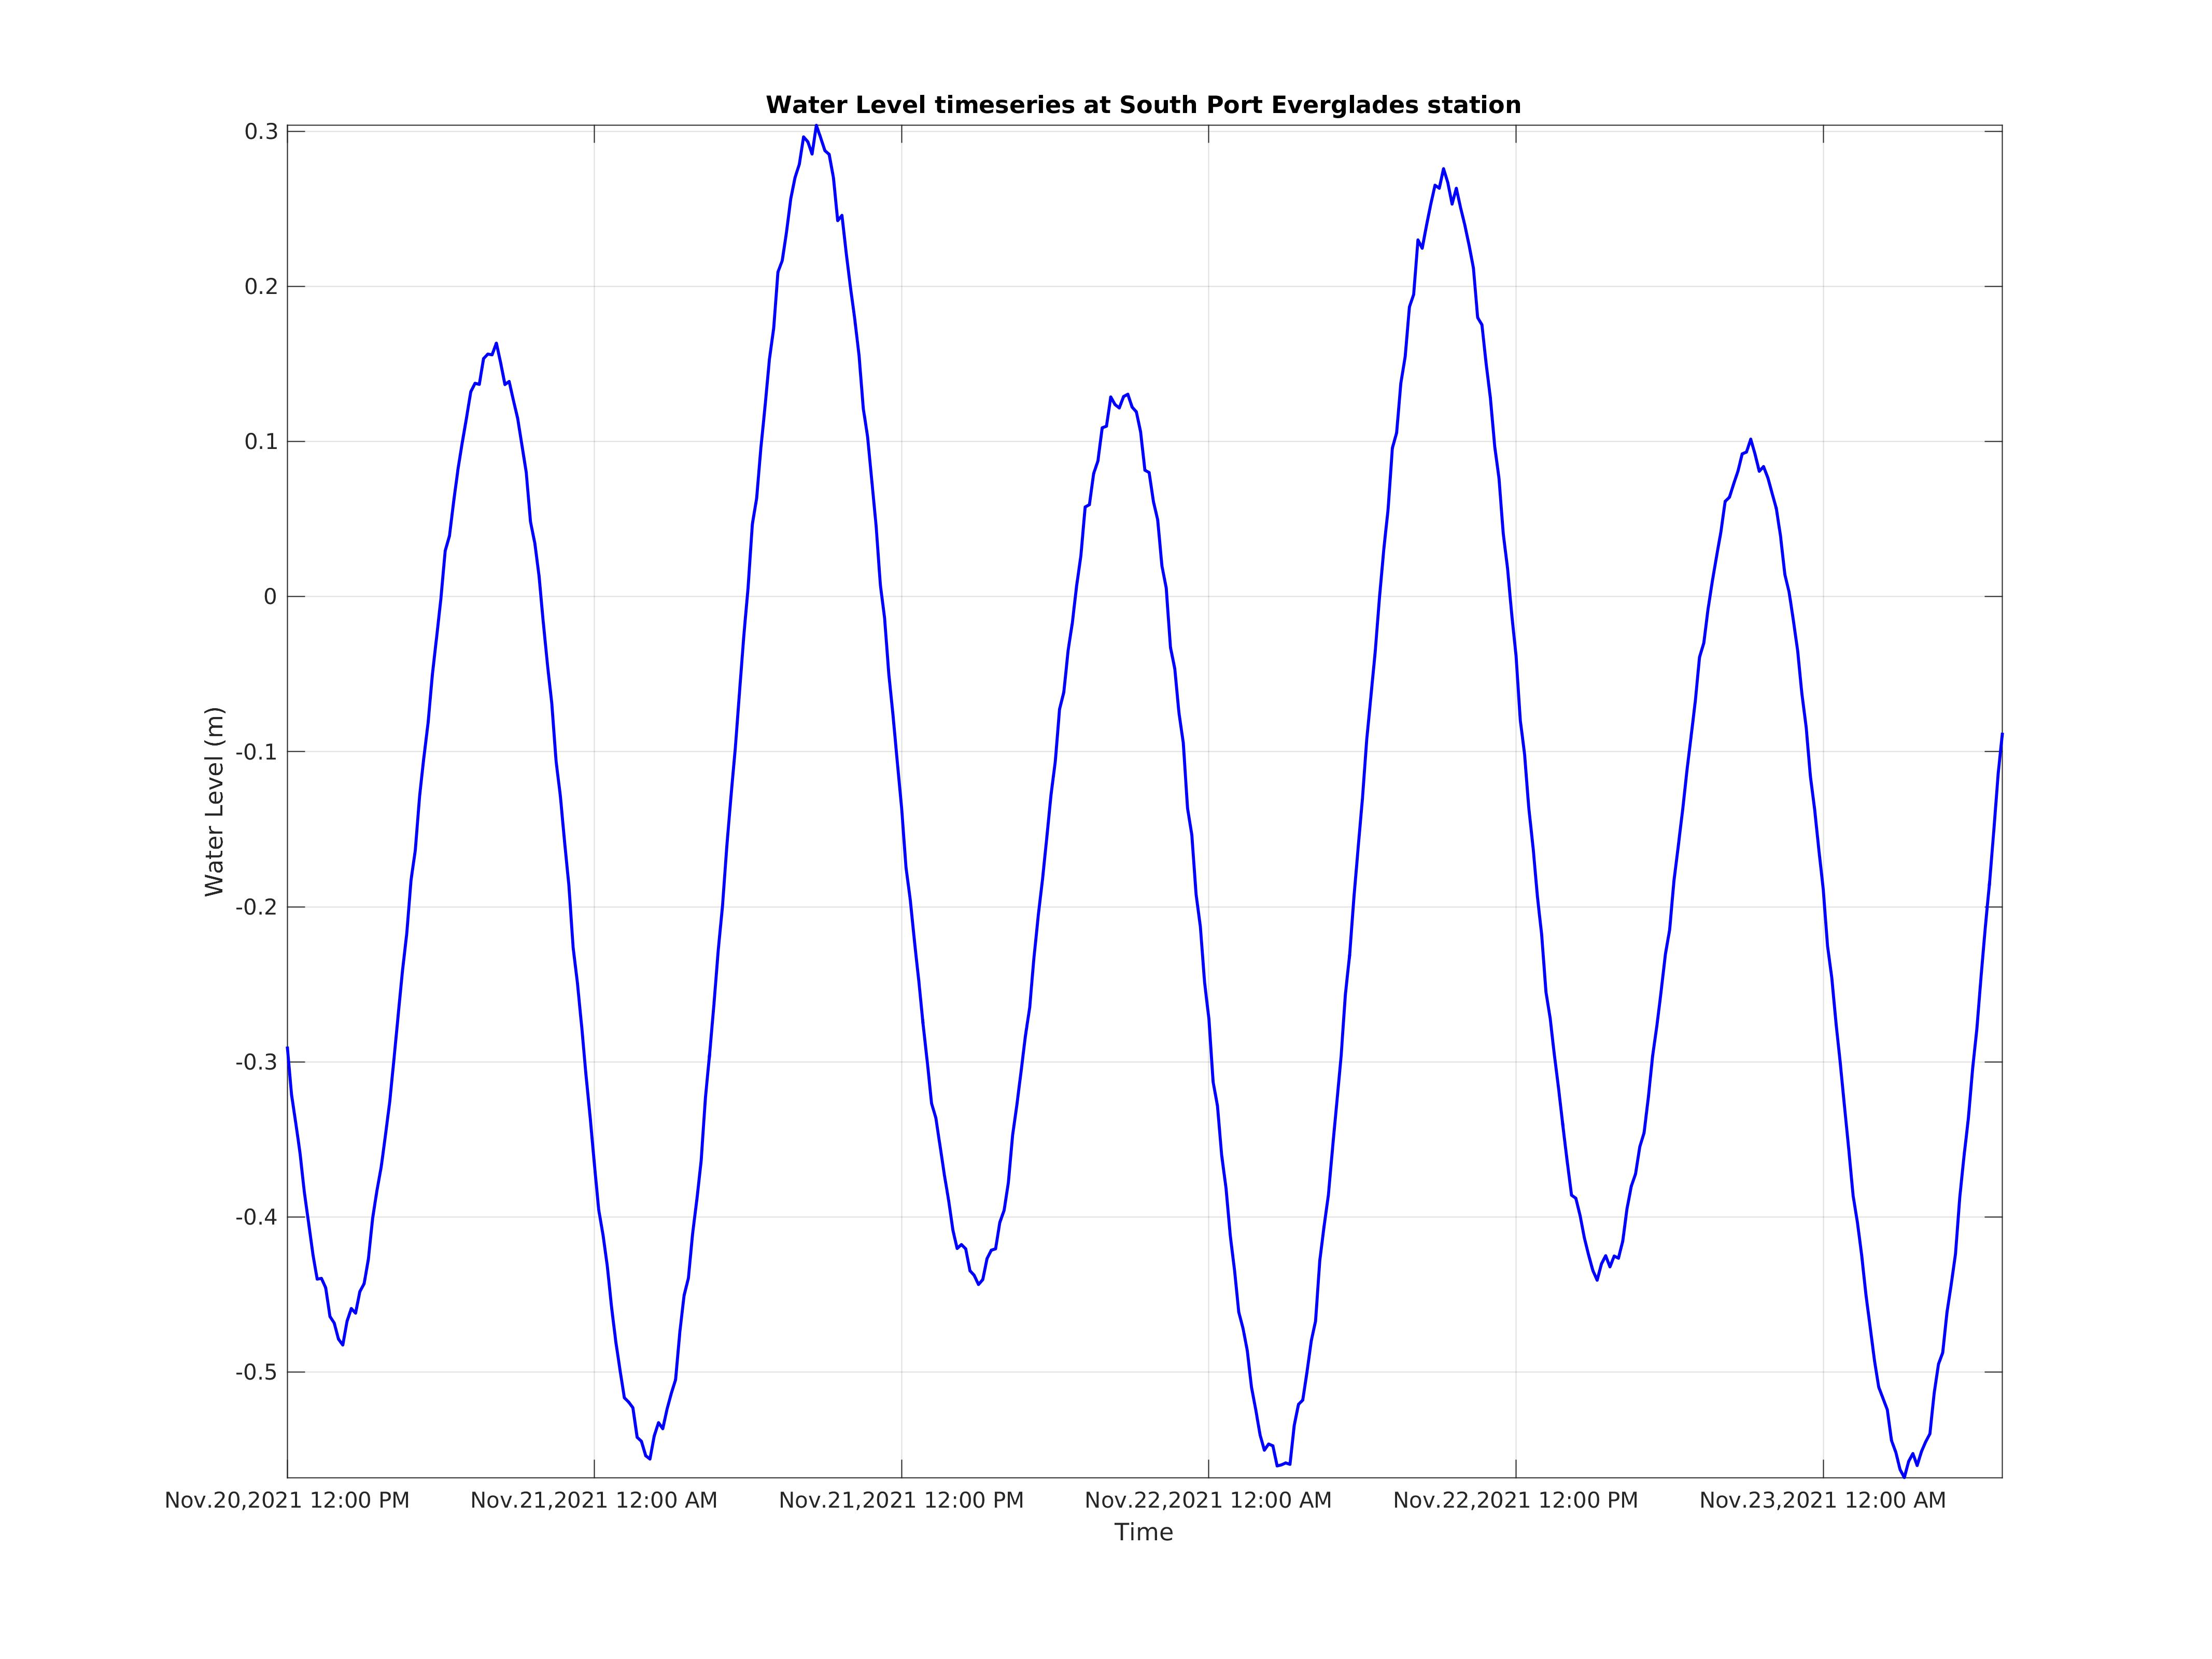 Water Level timeseries at South Port Everglades station
0.3
0.2
0.1
0
-0.1
-0.2
-0.3
-0.4
-0.5
Water Level (m)
Nov.20,2021 12:00 PM
Nov.21,2021 12:00 AM
Nov.21,2021 12:00 PM
Nov.22,2021 12:00 AM
Nov.22,2021 12:00 PM
Nov.23,2021 12:00 AM
Time